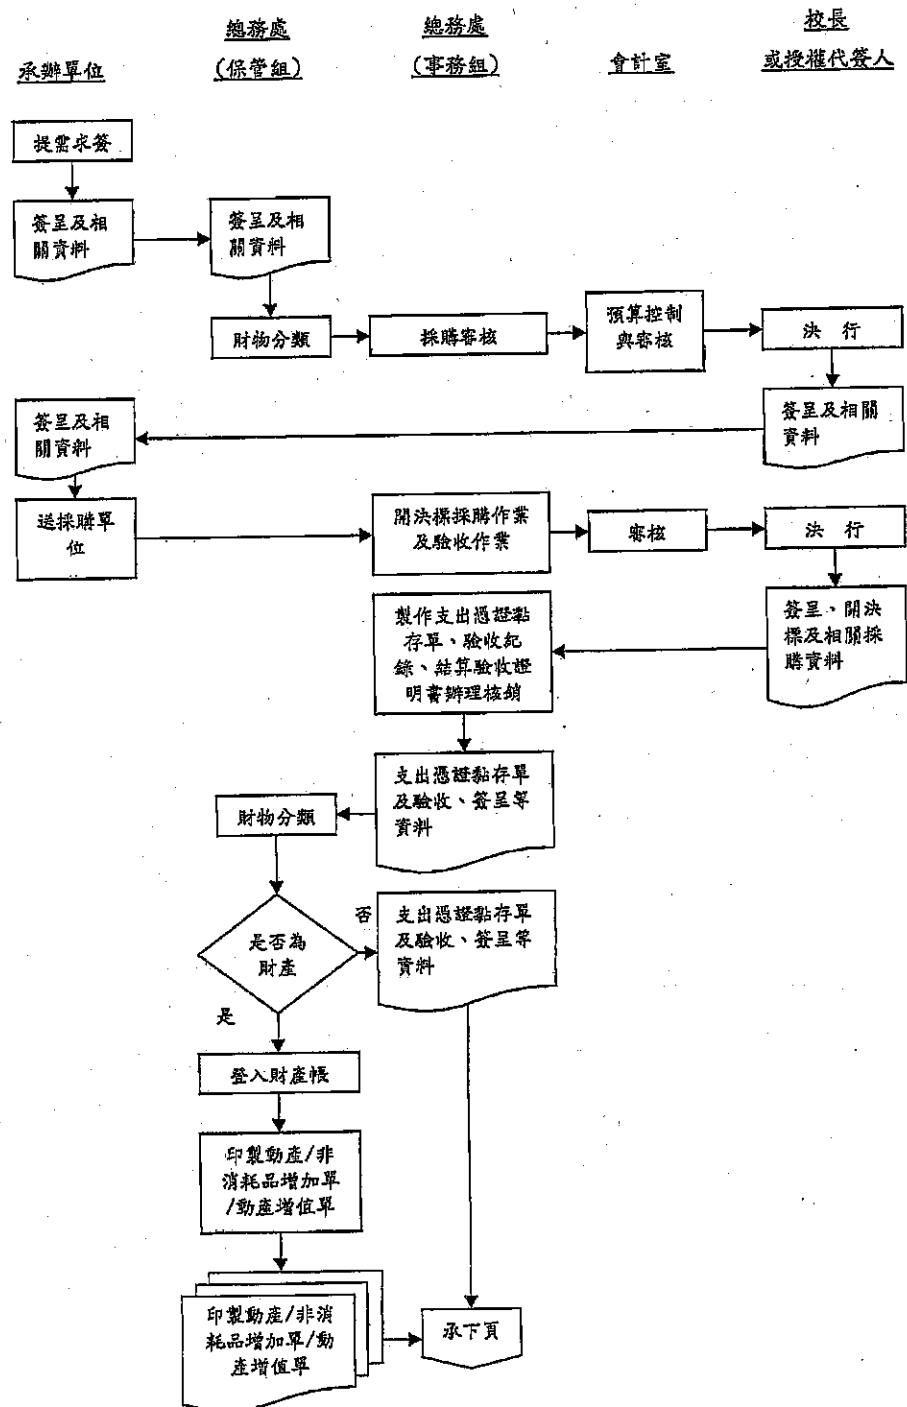 承辦單位
總務處
(保管組)
總務處
(事務組)
會計室
校長
或授權代簽人
提需求簽
簽呈及相
關資料
簽呈及相
關資料
財物分類
採購審核
預算控制
與審核
決 行
簽呈及相關
資料
簽呈及相
關資料
送採購單
位
開決標採購作業
及驗收作業
審核
決 行
簽呈、開決
標及相關採
購資料
製作支出憑證黏
存單、驗收紀
錄、結算驗收證
明書辦理核銷
支出憑證黏存單
及驗收、簽呈等
資料
財物分類
是否為
財產
否
支出憑證黏存單
及驗收、簽呈等
資料
是
登入財產帳
印製動產/非
消耗品增加單
/動產增值單
印製動產/非消
耗品增加單/動
產增值單
承下頁